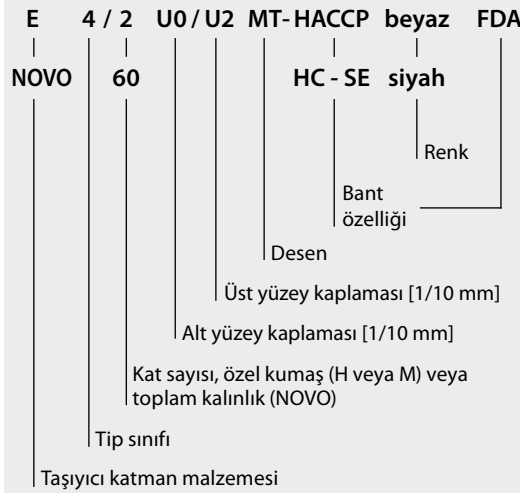 E 4 / 2 U0 / U2 MT-HACCP beyaz FDA
NOVO 60 HC - SE siyah
Renk
Bant
özelliği
Desen
Üst yüzey kaplaması [1/10 mm]
Alt yüzey kaplaması [1/10 mm]
Kat sayısı, özel kumaş (H veya M) veya
toplam kalınlık (NOVO)
Tip sınıfı
Taşıyıcı katman malzemesi